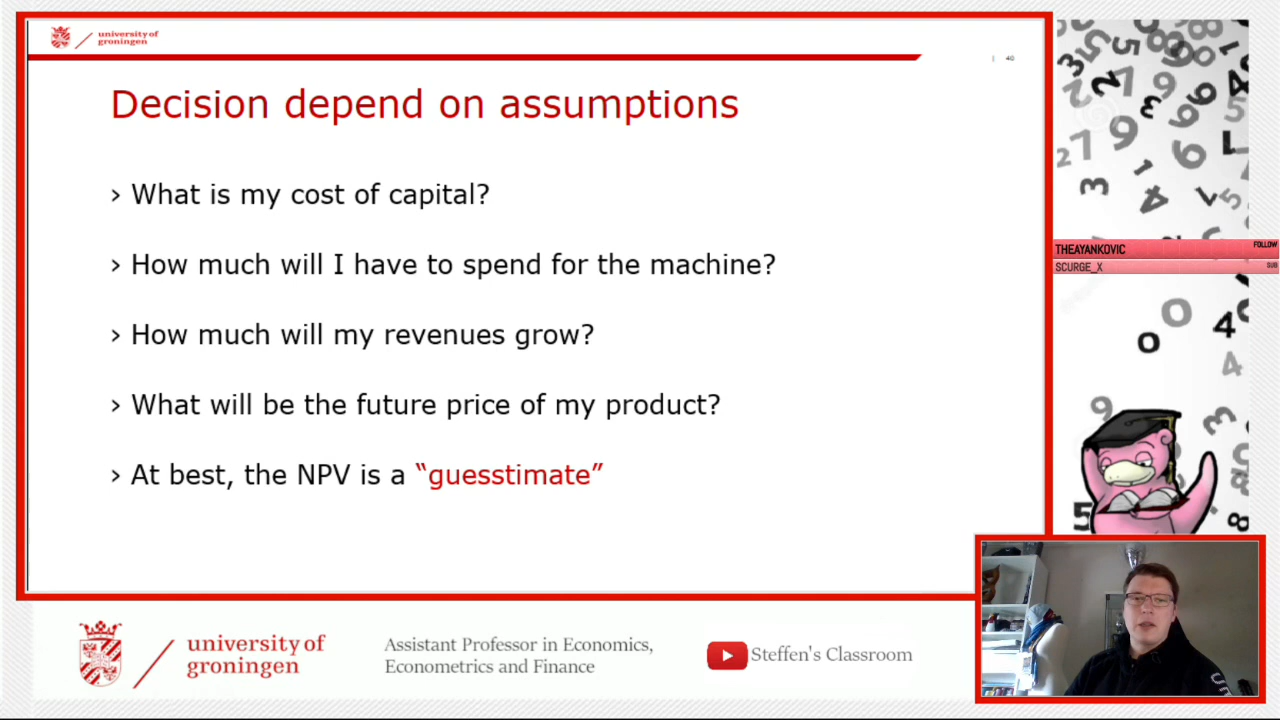 university of
groningen
| 40
Decision depend on assumptions
› What is my cost of capital?
› How much will I have to spend for the machine?
› How much will my revenues grow?
› What will be the future price of my product?
› At best, the NPV is a “guesstimate”
THEAYANKOVIC FOLLOW
SCURGE_X SUB
university of
groningen
Assistant Professor in Economics,
Econometrics and Finance
Steffen's Classroom